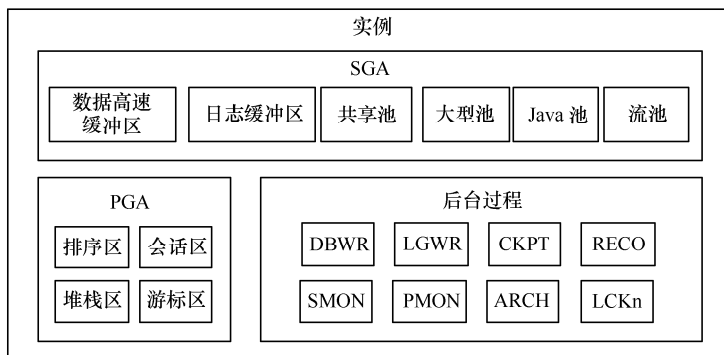 实例
SGA
数据高速
缓冲区
日志缓冲区
共享池
大型池
Java 池
流池
PGA
排序区
会话区
堆栈区
游标区
后台过程
DBWR
LGWR
CKPT
RECO
SMON
PMON
ARCH
LCKn